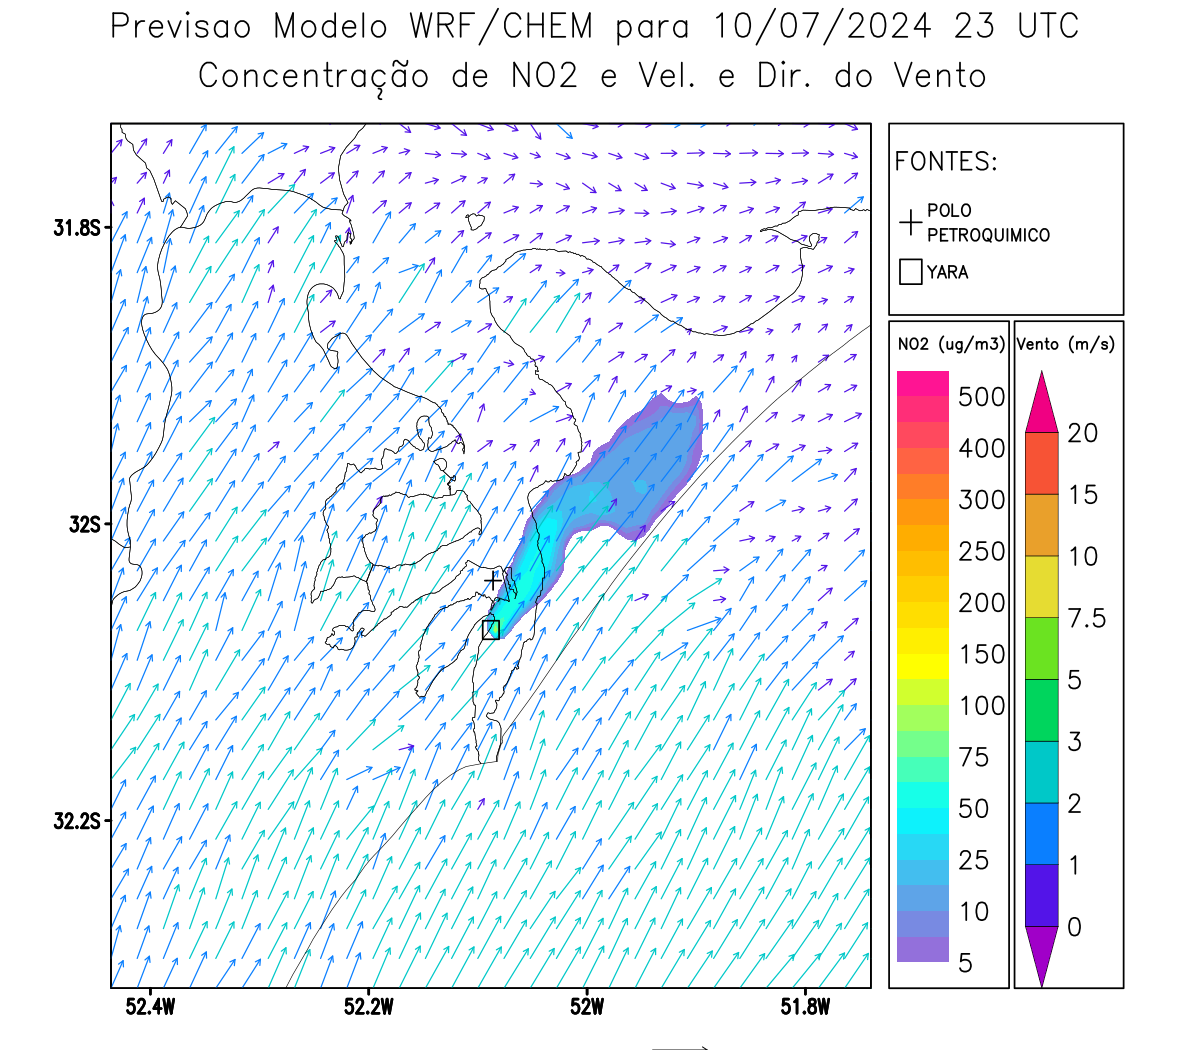 Previsao Modelo WRF/CHEM para 10/07/2024 23 UTC
Concentração de NO2 e Vel. e Dir. do Vento
FONTES:
POLO
PETROQUIMICO
YARA
NO2 (ug/m3)
500
400
300
250
200
150
100
75
50
25
10
5
Vento (m/s)
20
15
10
7.5
5
3
2
1
0
31.8S
32S
32.2S
52.4W
52.2W
52W
51.8W